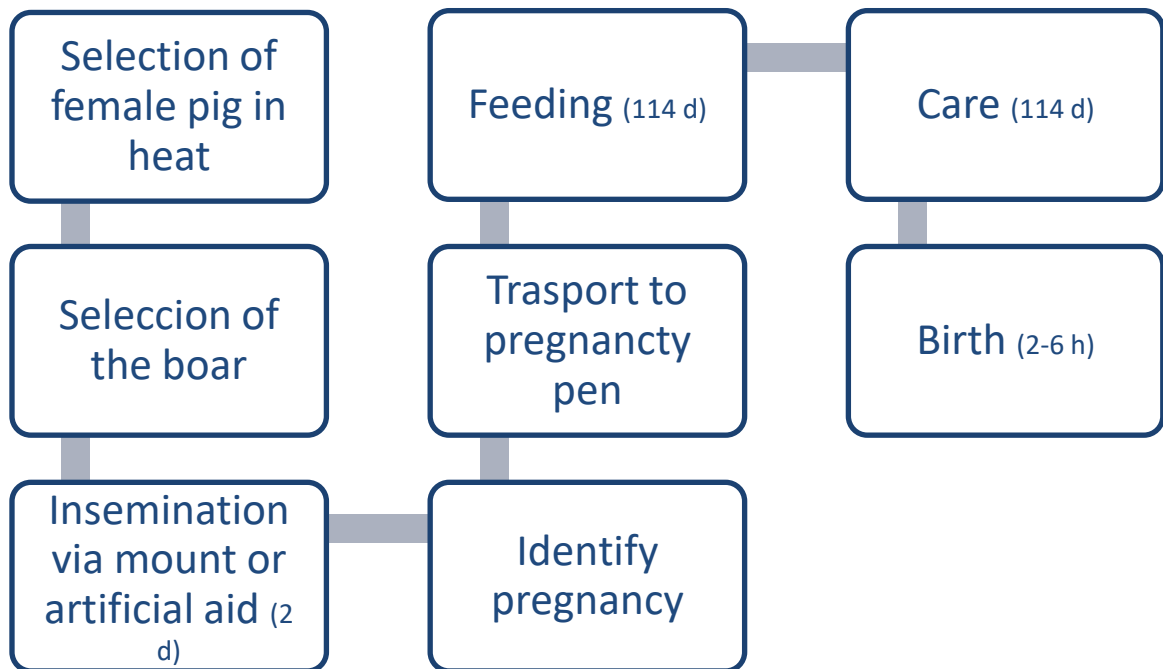 Selection of
female pig in
heat
Seleccion of
the boar
Insemination
via mount or
artificial aid (2
d)
Identify
pregnancy
Trasport to
pregnancty
pen
Feeding (114 d)
Care (114 d)
Birth (2-6 h)